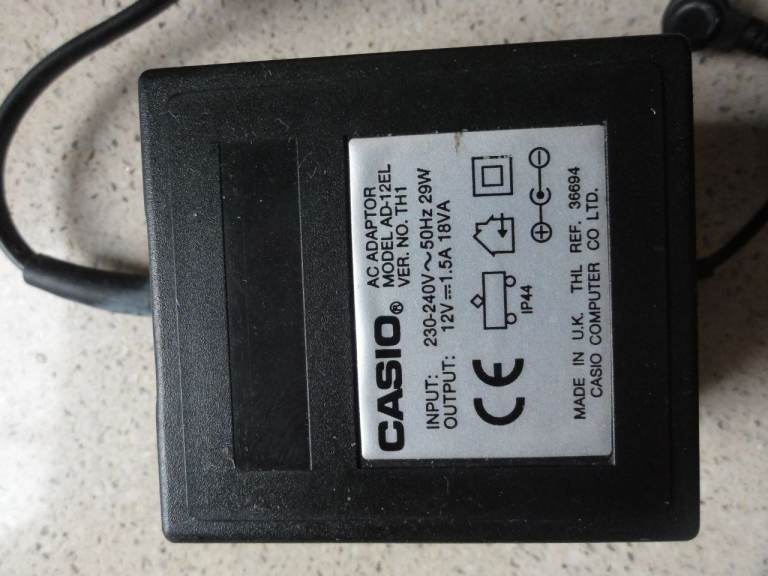 CASIO®
AC ADAPTOR
MODEL AD-12EL
VER. NO. TH1
INPUT: 230-240V~50Hz 29W
OUTPUT: 12V⎓1.5A 18VA
CE
IP44
MADE IN U.K. THL REF. 36694
CASIO COMPUTER CO LTD.